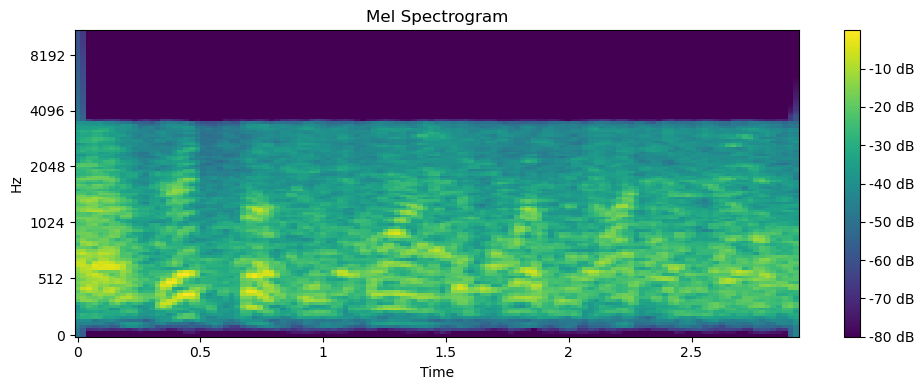 Mel Spectrogram
Hz
8192
4096
2048
1024
512
0
0
0.5
1
1.5
2
2.5
Time
-10 dB
-20 dB
-30 dB
-40 dB
-50 dB
-60 dB
-70 dB
-80 dB